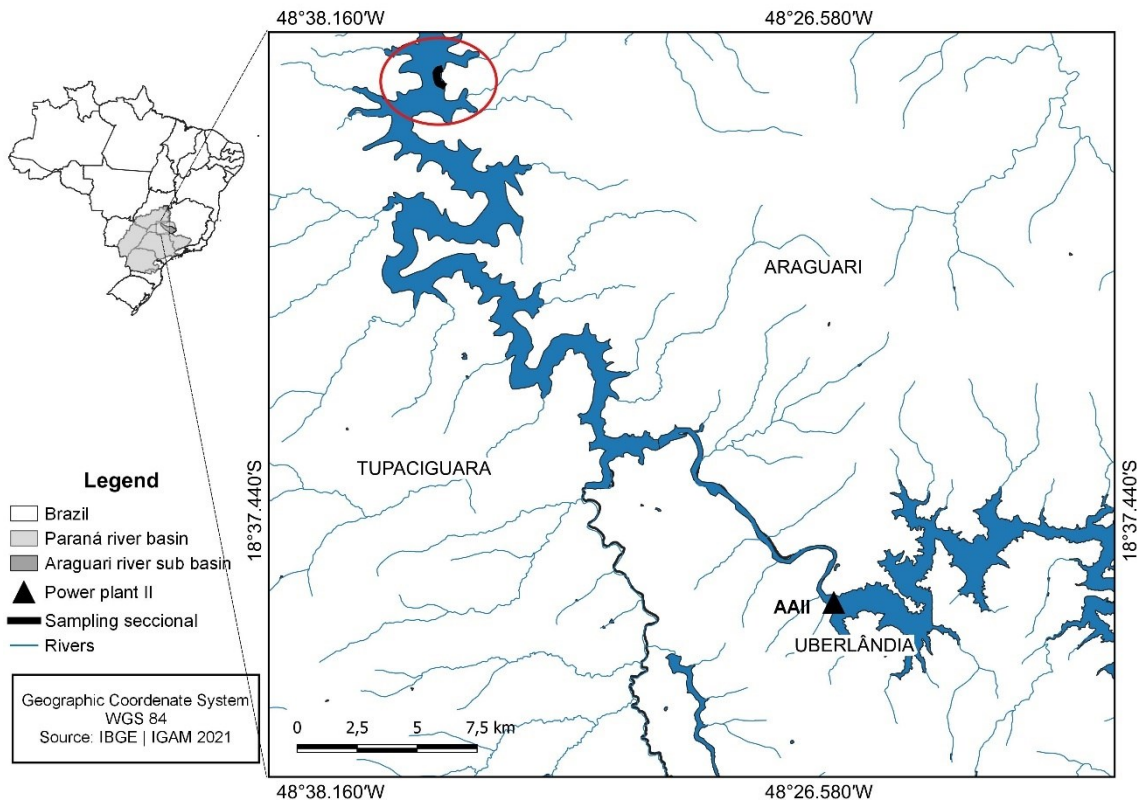 48°38.160'W
48°26.580'W
ARAGUARI
TUPACIGUARA
18°37.440'S
18°37.440'S
AAII
UBERLÂNDIA
Legend
Brazil
Paraná river basin
Araguari river sub basin
Power plant II
Sampling seccional
Rivers
Geographic Coordenate System
WGS 84
Source: IBGE | IGAM 2021
0 2,5 5 7,5 km
48°38.160'W
48°26.580'W